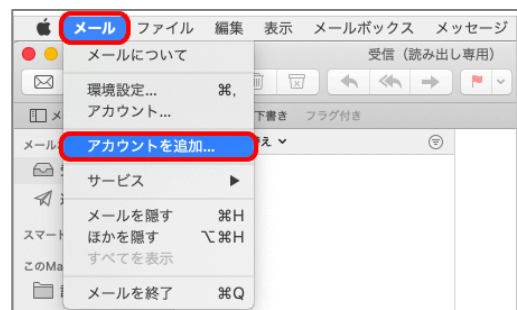 メール ファイル 編集 表示 メールボックス メッセージ
メールについて
受信（読み出し専用）
環境設定... ⌘,
アカウント...
下書き フラグ付き
アカウントを追加...
サービス ▶
メールを隠す ⌘H
スマート
ほかを隠す ⌥⌘H
すべてを表示
このMa
メールを終了 ⌘Q